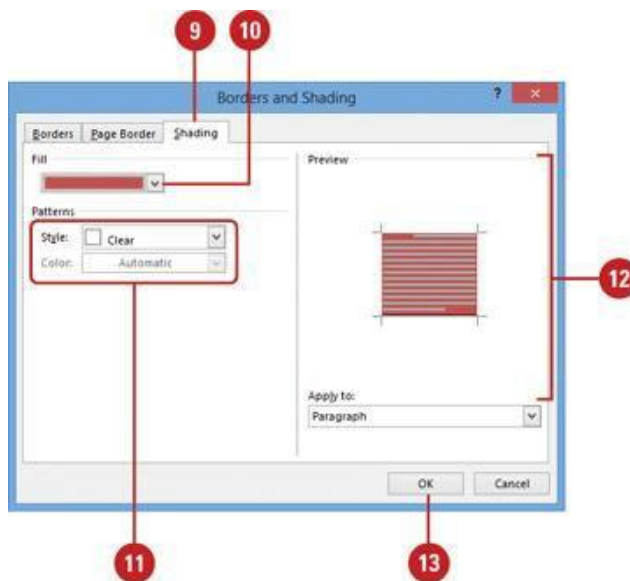 9 10
Borders and Shading ? ×
Borders Page Border Shading
Fill
Preview
Patterns
Style: Clear
Color: Automatic
12
Apply to:
Paragraph
OK Cancel
11 13